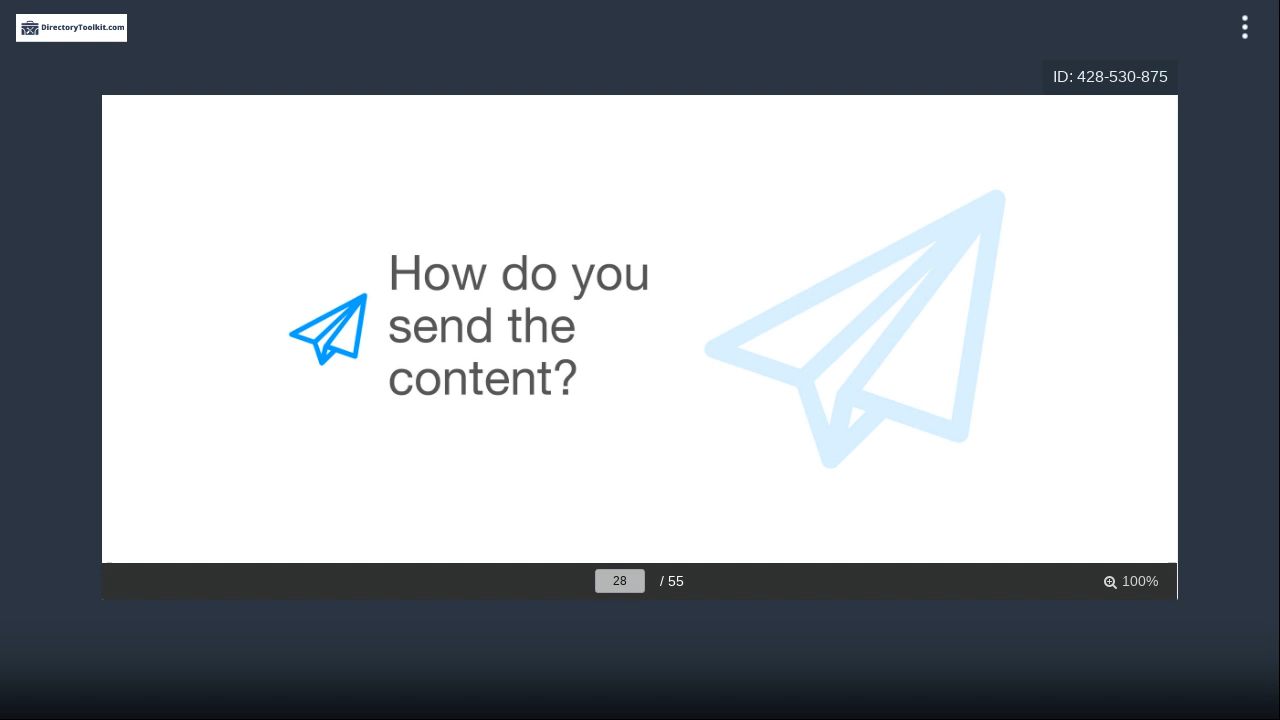 DirectoryToolkit.com
ID: 428-530-875
How do you
send the
content?
28 / 55
100%